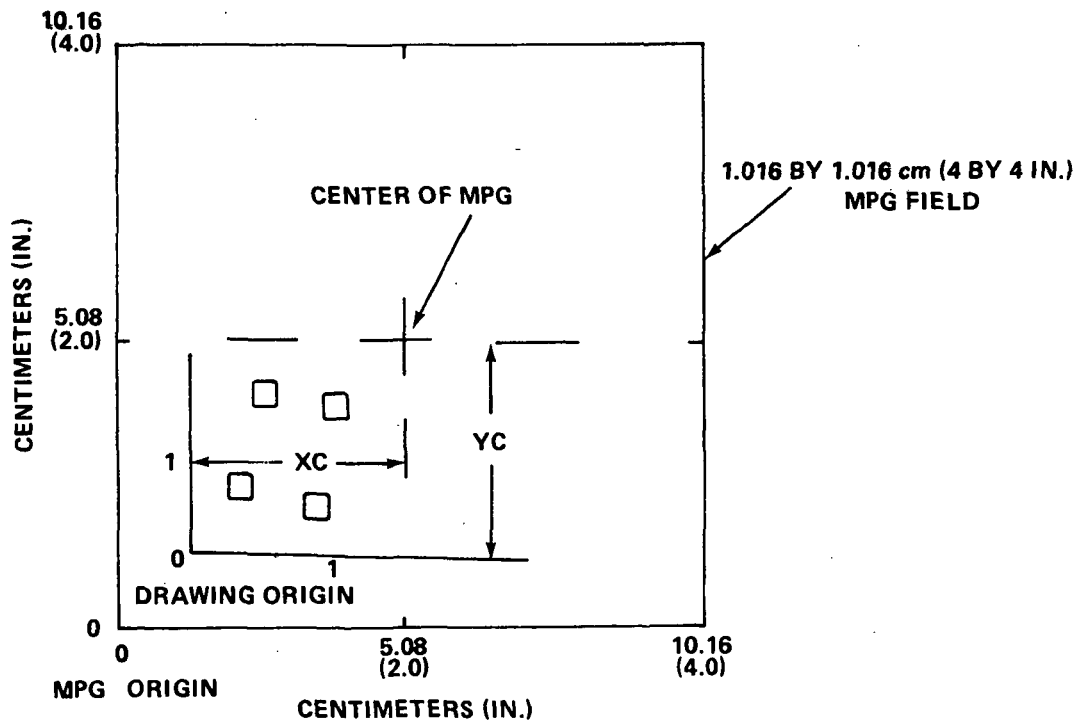 10.16
(4.0)
1.016 BY 1.016 cm (4 BY 4 IN.)
MPG FIELD
CENTER OF MPG
CENTIMETERS (IN.)
5.08
(2.0)
YC
1
XC
0
1
DRAWING ORIGIN
0
0
5.08
(2.0)
10.16
(4.0)
MPG ORIGIN
CENTIMETERS (IN.)